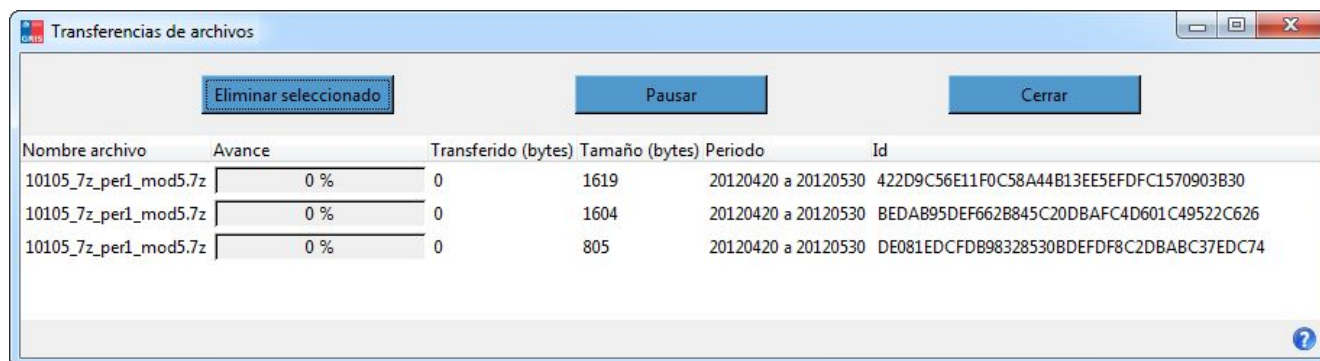 GRIS Transferencias de archivos
Eliminar seleccionado Pausar Cerrar
Nombre archivo Avance Transferido (bytes) Tamaño (bytes) Periodo Id
10105_7z_per1_mod5.7z 0 % 0 1619 20120420 a 20120530 422D9C56E11F0C58A44B13EE5EFDFC1570903B30
10105_7z_per1_mod5.7z 0 % 0 1604 20120420 a 20120530 BEDAB95DEF662B845C20DBAFC4D601C49522C626
10105_7z_per1_mod5.7z 0 % 0 805 20120420 a 20120530 DE081EDCFDB98328530BDEFDF8C2DBABC37EDC74